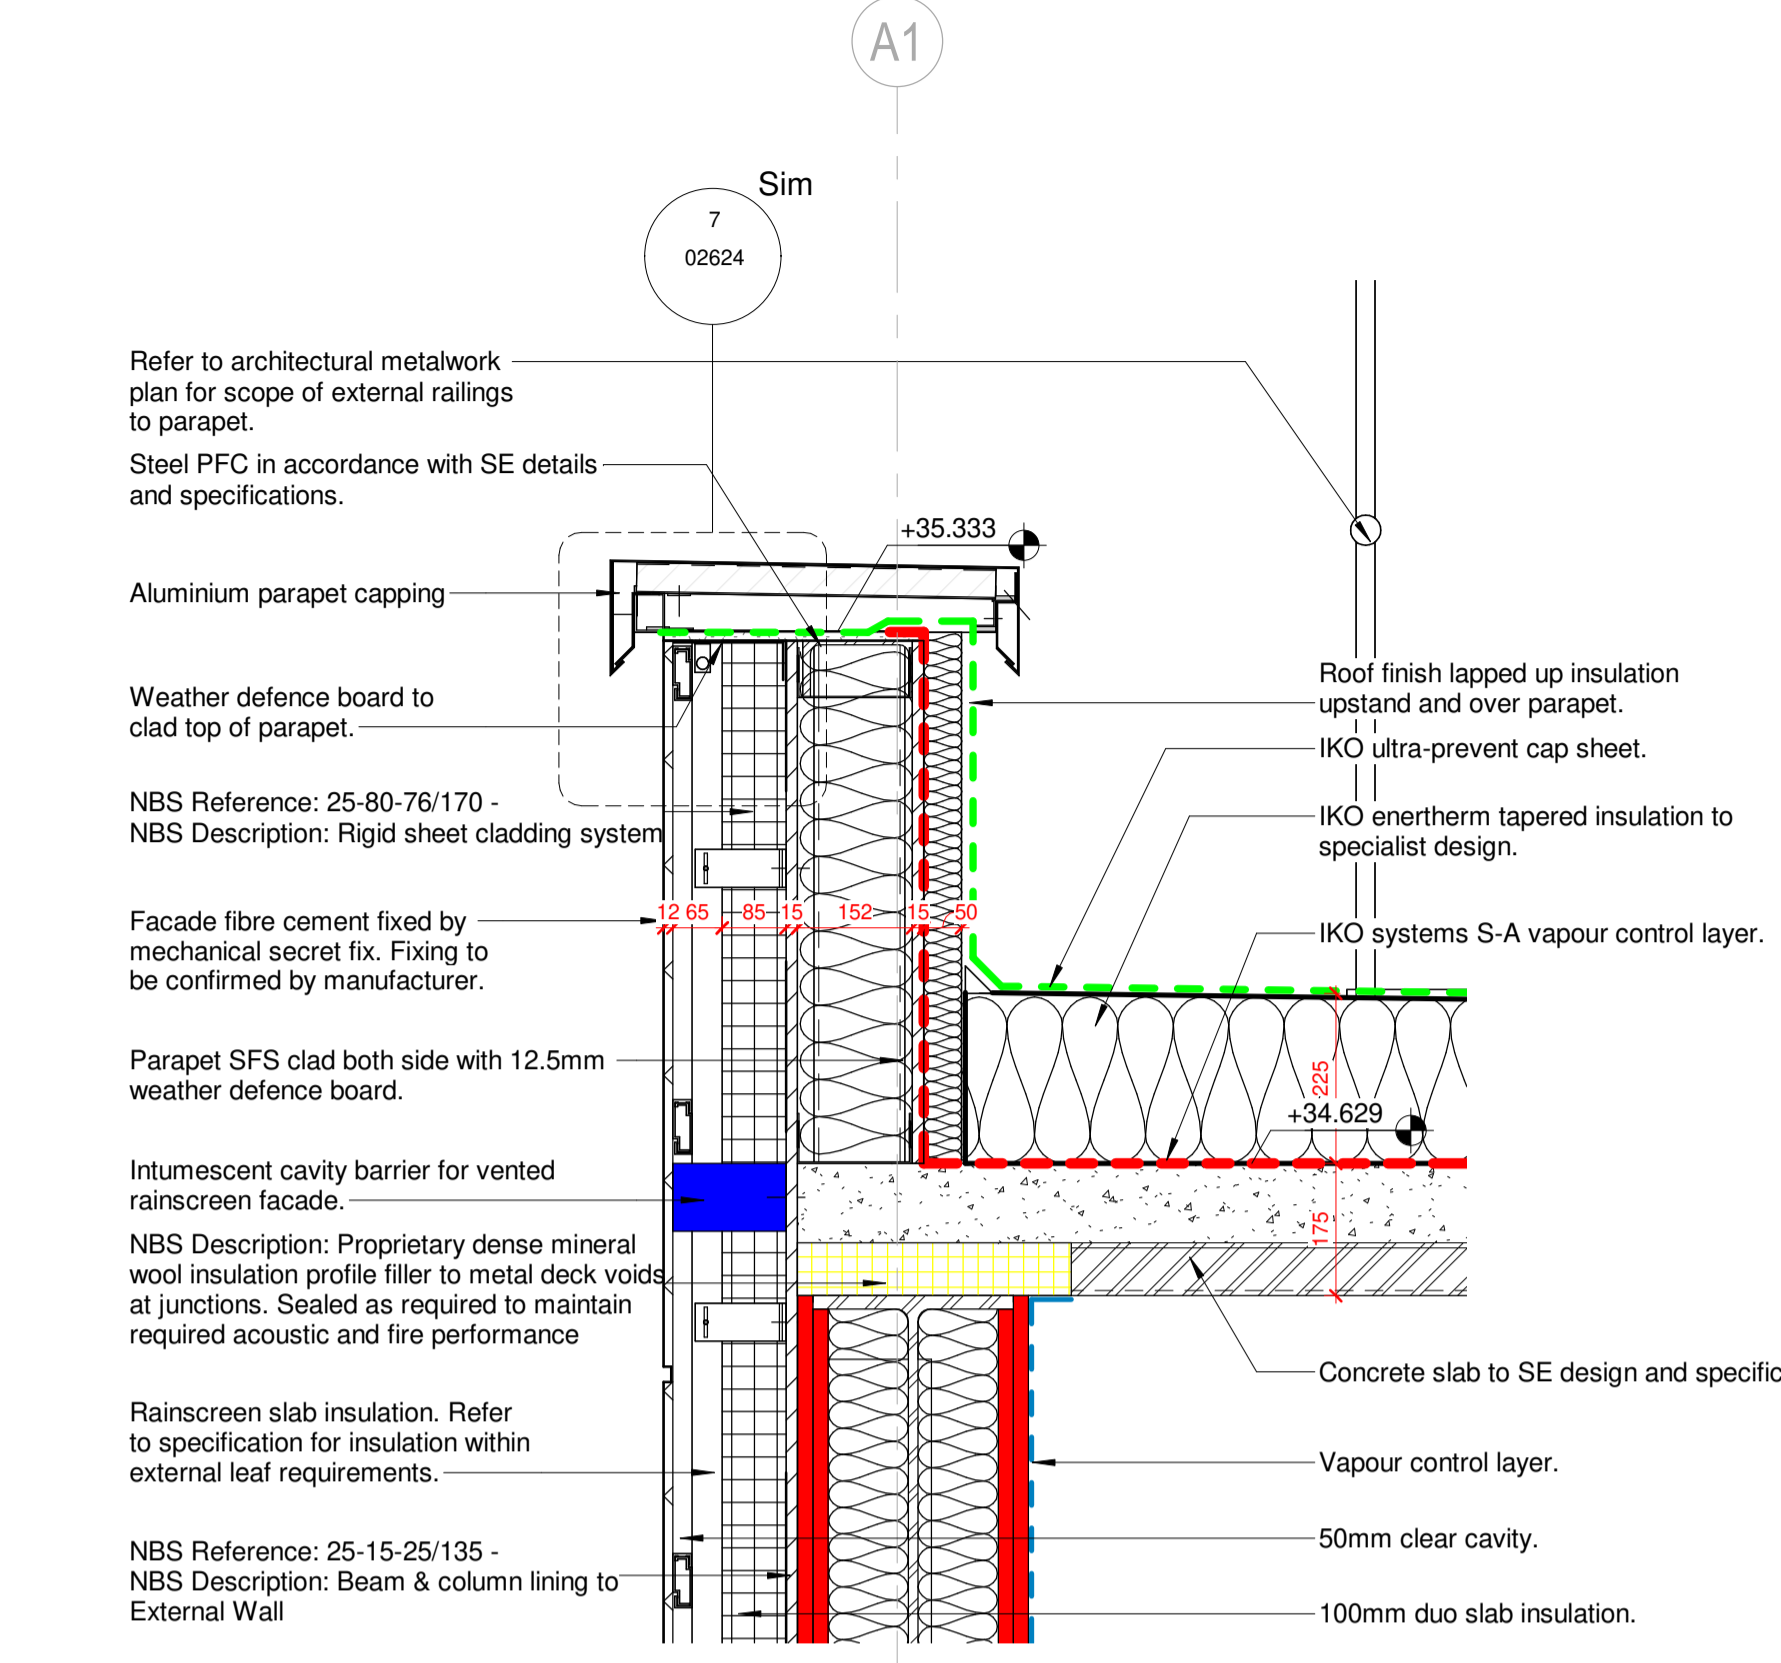 A1
Sim
7
02624
Refer to architectural metalwork
plan for scope of external railings
to parapet.
Steel PFC in accordance with SE details
and specifications.
+35.333
Aluminium parapet capping
Weather defence board to
clad top of parapet.
NBS Reference: 25-80-76/170 -
NBS Description: Rigid sheet cladding system
Facade fibre cement fixed by
mechanical secret fix. Fixing to
be confirmed by manufacturer.
12 65 85 15 152 15 50
Parapet SFS clad both side with 12.5mm
weather defence board.
Intumescent cavity barrier for vented
rainscreen facade.
NBS Description: Proprietary dense mineral
wool insulation profile filler to metal deck voids
at junctions. Sealed as required to maintain
required acoustic and fire performance
Rainscreen slab insulation. Refer
to specification for insulation within
external leaf requirements.
NBS Reference: 25-15-25/135 -
NBS Description: Beam & column lining to
External Wall
Roof finish lapped up insulation
upstand and over parapet.
IKO ultra-prevent cap sheet.
IKO enertherm tapered insulation to
specialist design.
IKO systems S-A vapour control layer.
225
+34.629
175
Concrete slab to SE design and specific
Vapour control layer.
50mm clear cavity.
100mm duo slab insulation.